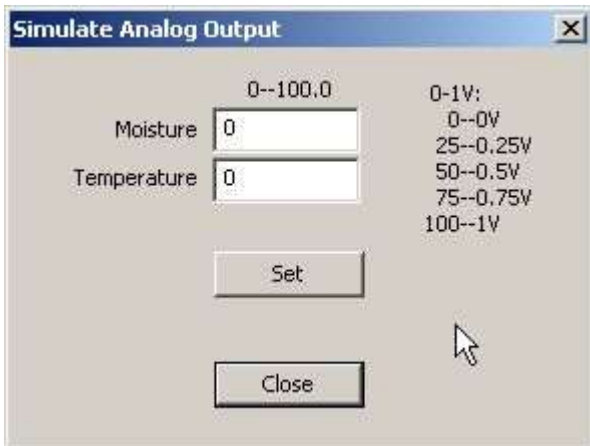 Simulate Analog Output
0--100.0
Moisture 0
Temperature 0
0-1V:
0--0V
25--0.25V
50--0.5V
75--0.75V
100--1V
Set
Close